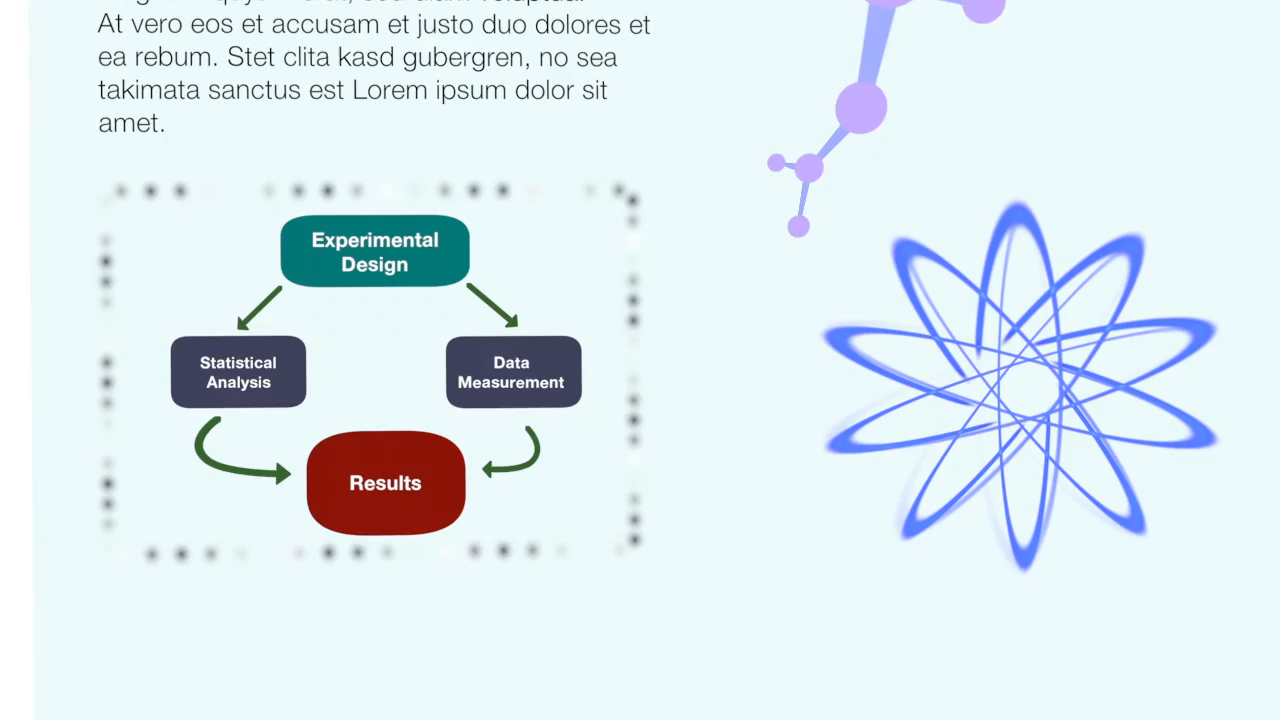 At vero eos et accusam et justo duo dolores et
ea rebum. Stet clita kasd gubergren, no sea
takimata sanctus est Lorem ipsum dolor sit
amet.
Experimental
Design
Statistical
Analysis
Data
Measurement
Results